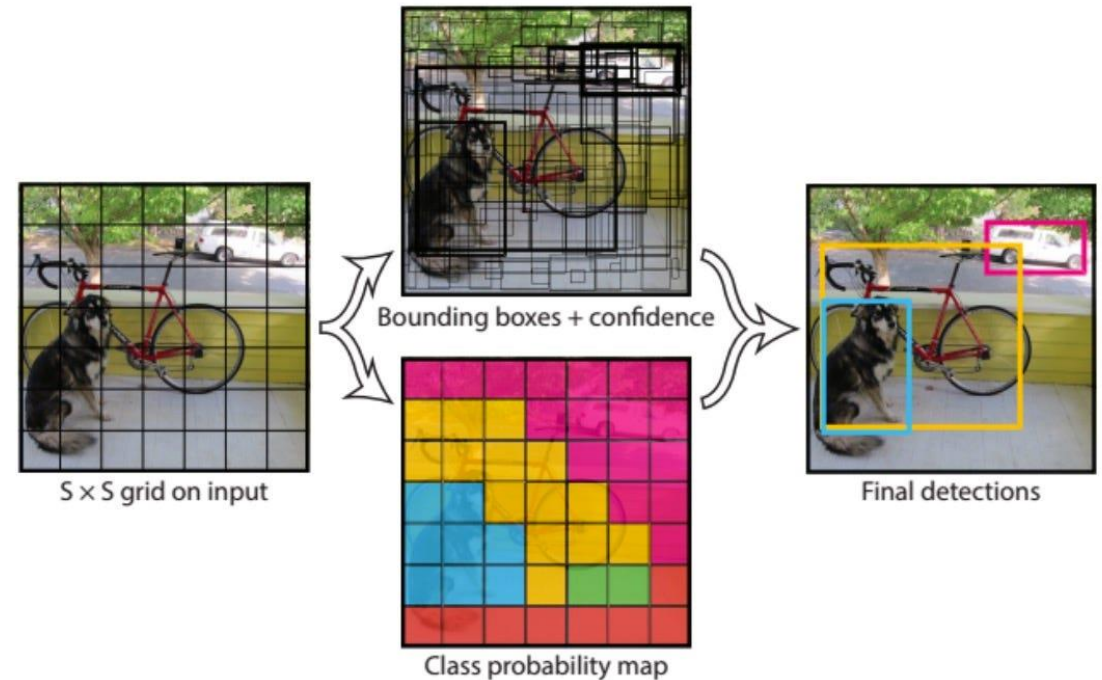 Bounding boxes + confidence
S × S grid on input
Final detections
Class probability map